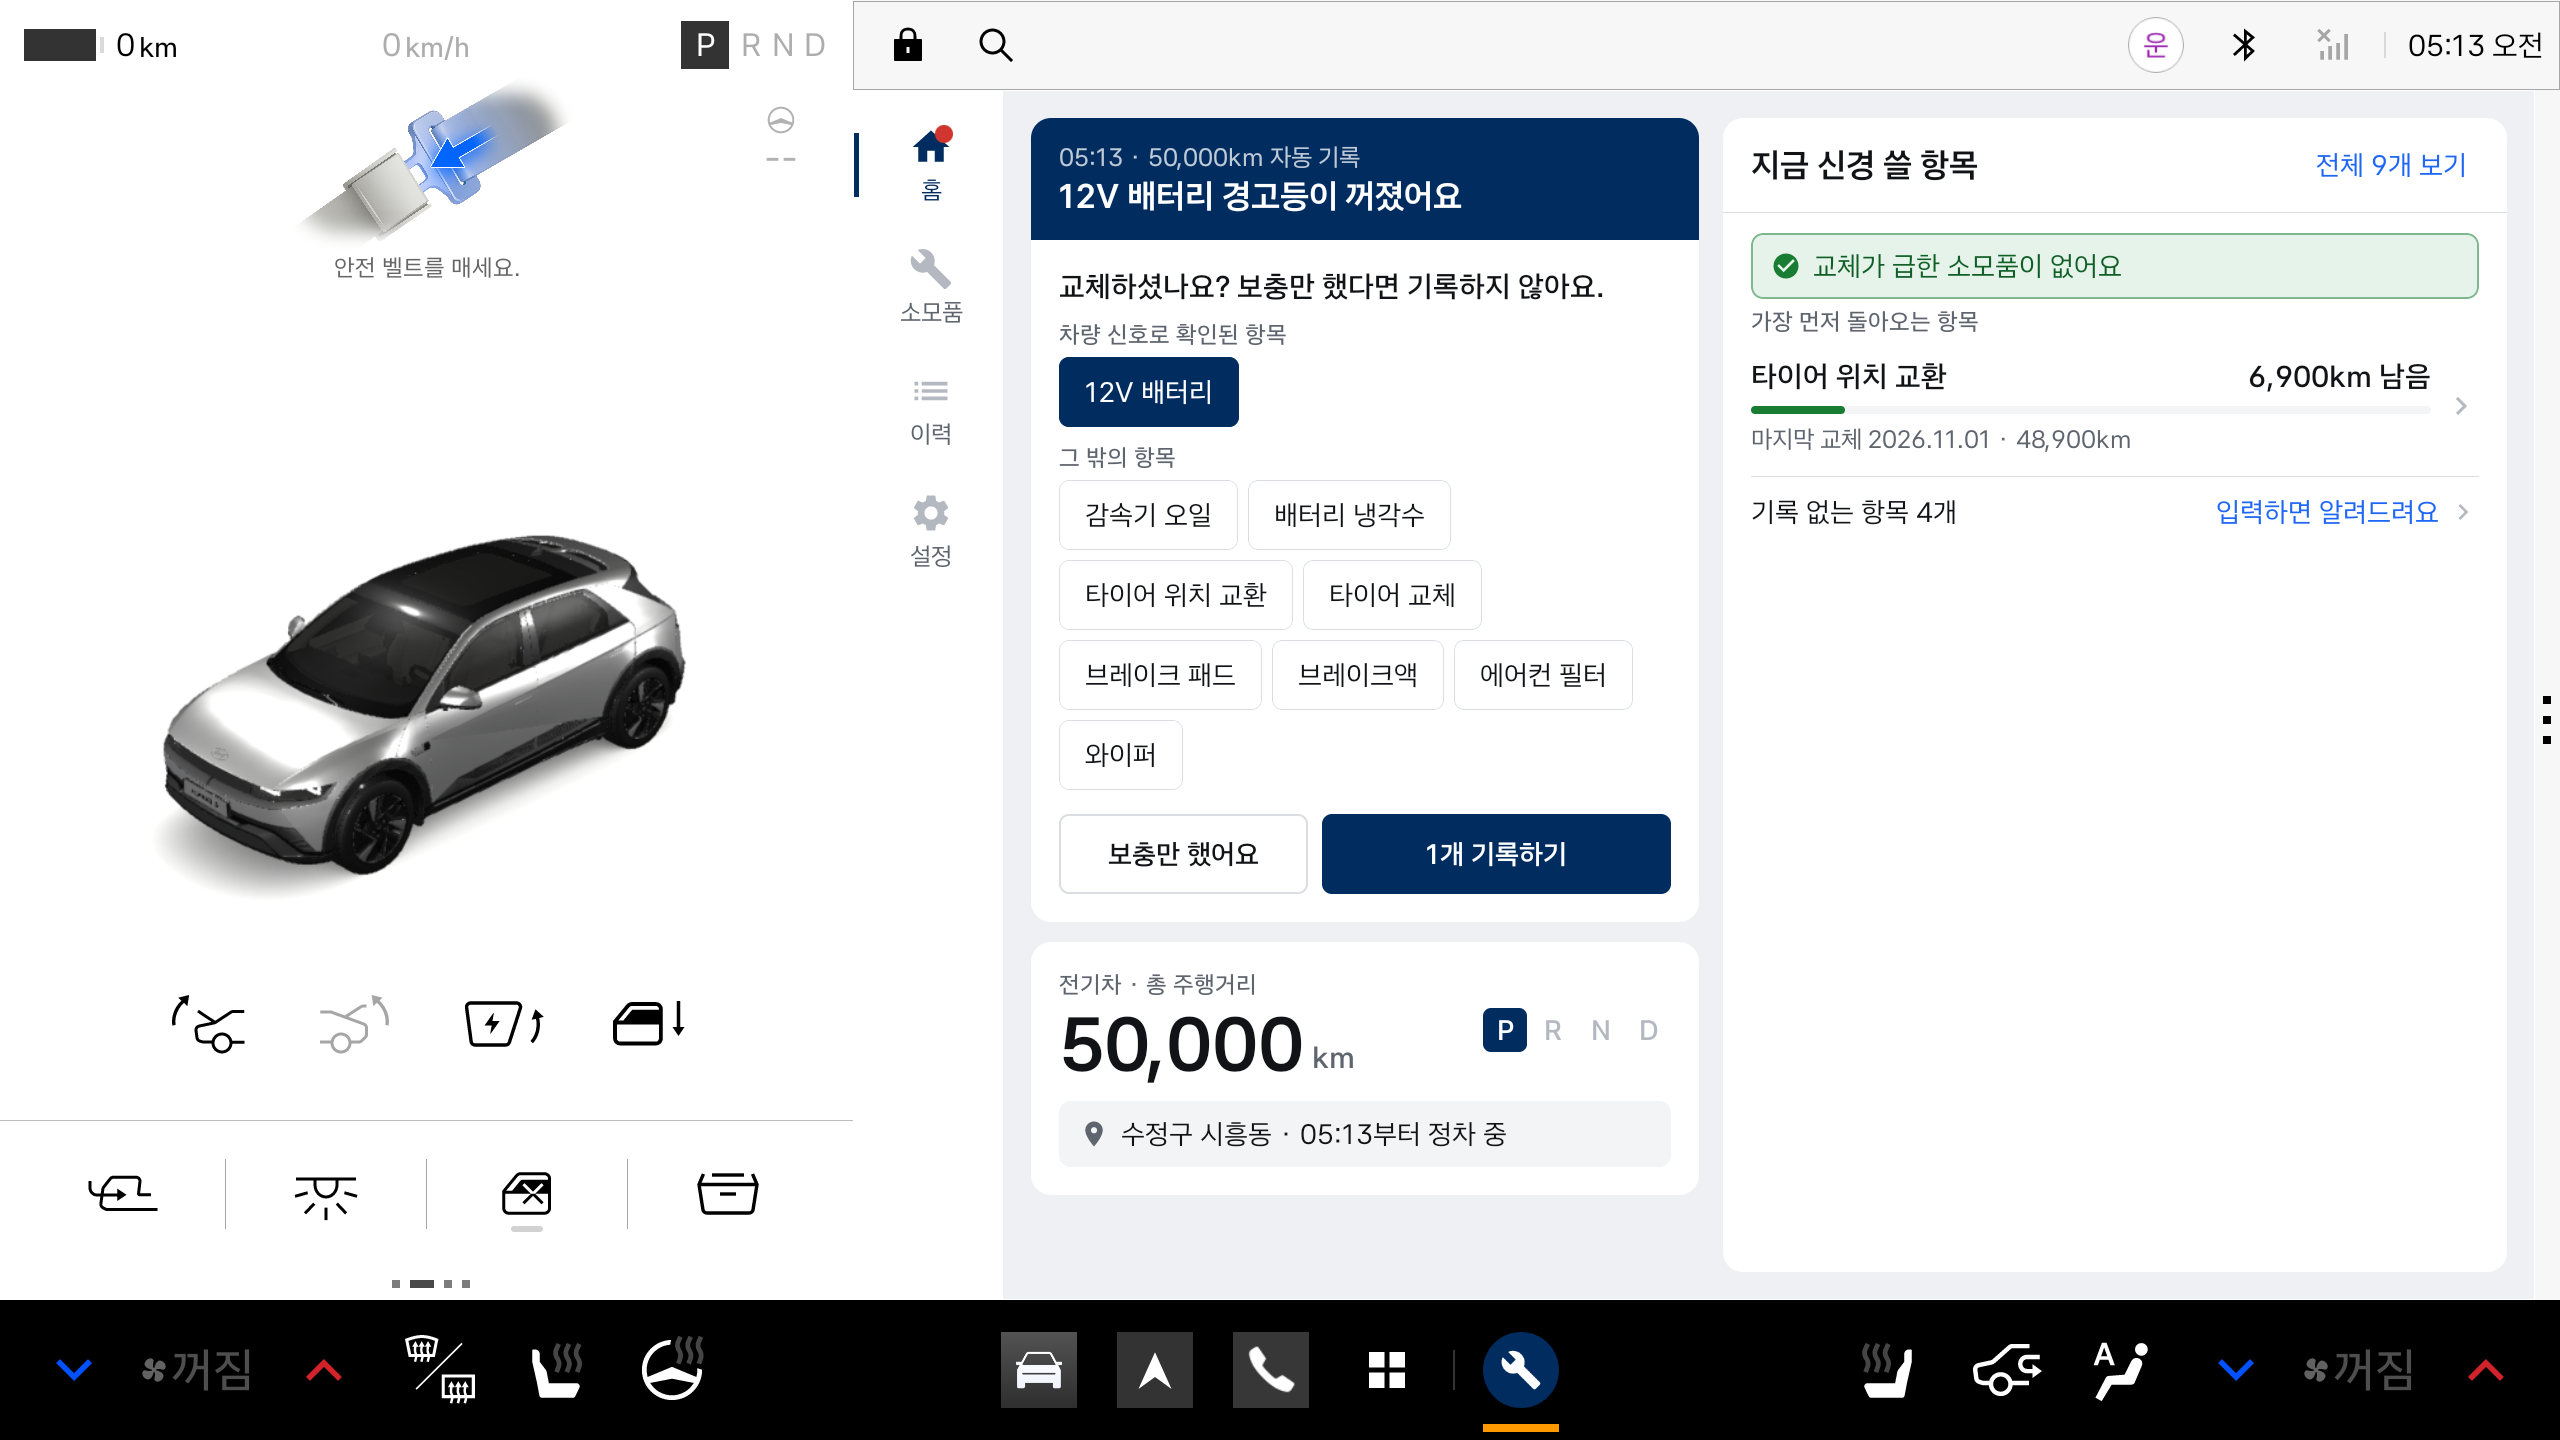 0 km
0 km/h
P R N D
운
05:13 오전
안전 벨트를 매세요.
홈
소모품
이력
설정
05:13 · 50,000km 자동 기록
12V 배터리 경고등이 꺼졌어요
교체하셨나요? 보충만 했다면 기록하지 않아요.
차량 신호로 확인된 항목
12V 배터리
그 밖의 항목
감속기 오일
배터리 냉각수
타이어 위치 교환
타이어 교체
브레이크 패드
브레이크액
에어컨 필터
와이퍼
보충만 했어요
1개 기록하기
전기차 · 총 주행거리
50,000 km
P R N D
수정구 시흥동 · 05:13부터 정차 중
지금 신경 쓸 항목
전체 9개 보기
교체가 급한 소모품이 없어요
가장 먼저 돌아오는 항목
타이어 위치 교환
6,900km 남음
마지막 교체 2026.11.01 · 48,900km
기록 없는 항목 4개
입력하면 알려드려요
꺼짐
A
꺼짐